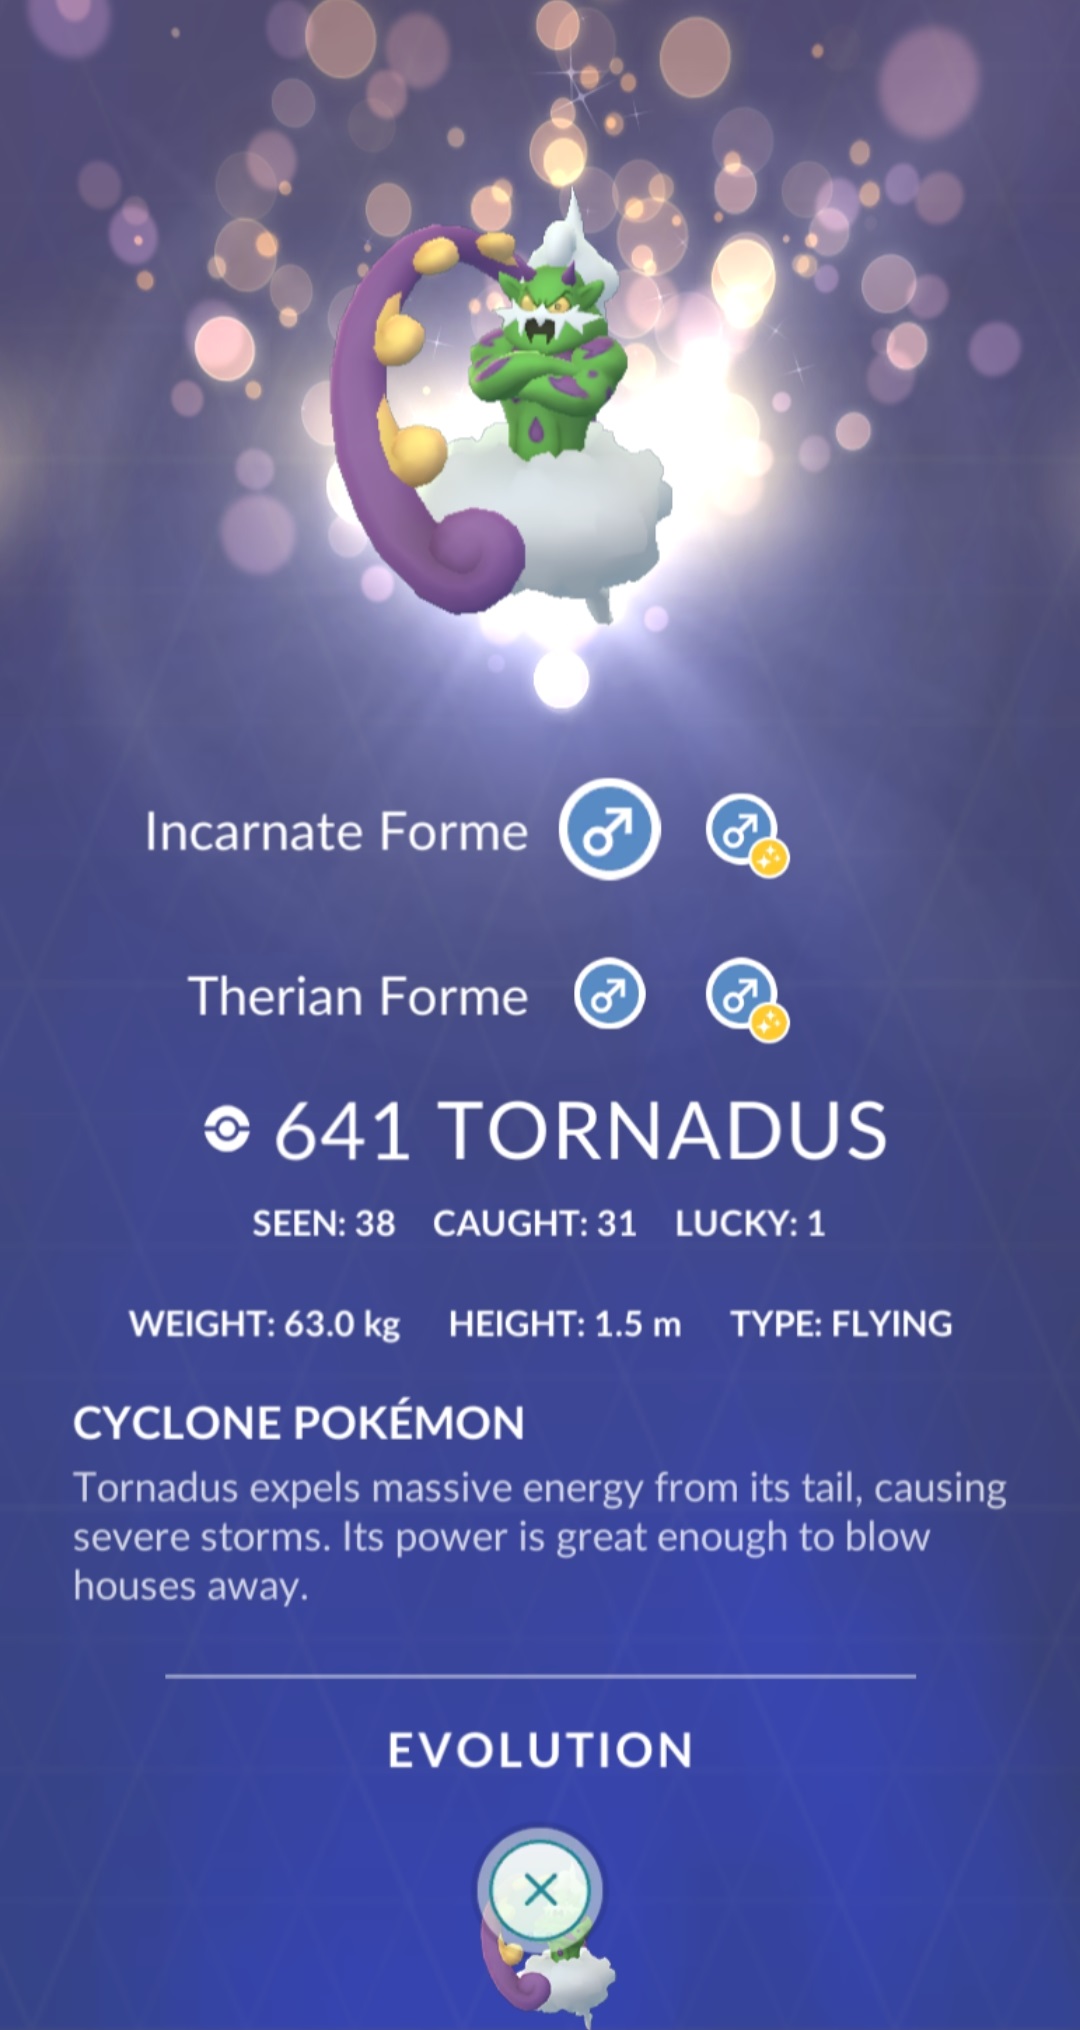 Incarnate Forme
Therian Forme
641 TORNADUS
SEEN: 38 CAUGHT: 31 LUCKY: 1
WEIGHT: 63.0 kg HEIGHT: 1.5 m TYPE: FLYING
CYCLONE POKÉMON
Tornadus expels massive energy from its tail, causing
severe storms. Its power is great enough to blow
houses away.
EVOLUTION